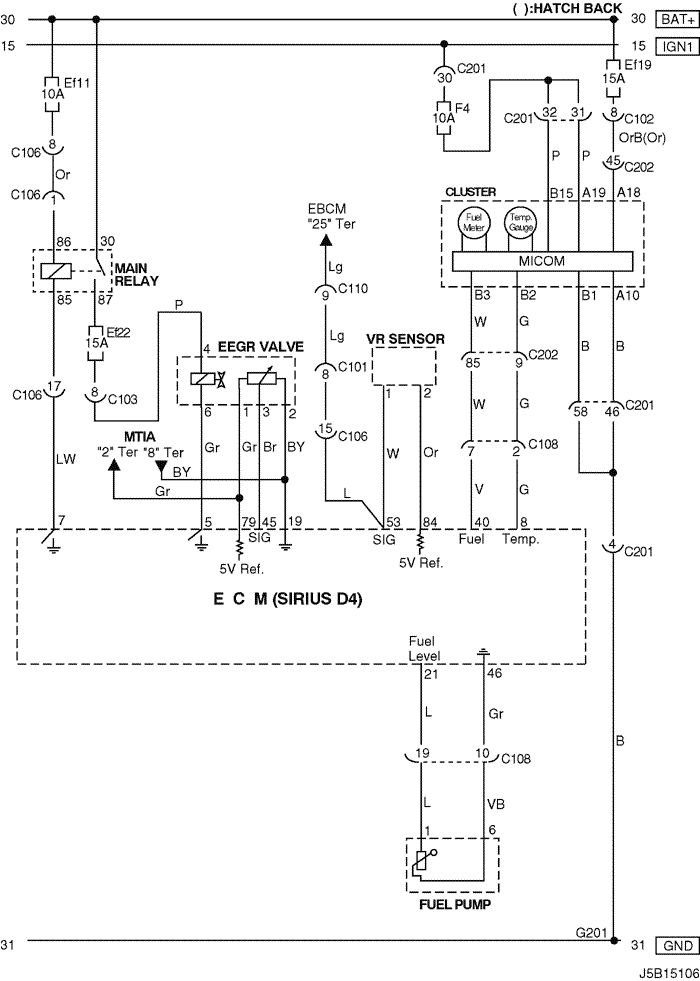 ( ):HATCH BACK
30 30 BAT+
15 15 IGN1
Ef11 10A
C201 30
Ef19 15A
F4 10A
8 C106
C201 32 31
8 C102
OrB(Or)
Or
P P
45 C202
C106 1
CLUSTER
B15 A19 A18
EBCM
"25" Ter
Fuel Meter
Temp. Gauge
86 30
MICOM
MAIN RELAY
Lg
85 87
9 C110
B3 B2 B1 A10
P
W G
Ef22 15A
Lg
VR SENSOR
B B
4 EEGR VALVE
85 9 C202
8 C101
17 C106
8 C103
1 2
6 1 3 2
W G
58 46 C201
MTIA
"2" Ter "8" Ter
15 C106
7 2 C108
Gr Gr Br BY
W Or
LW
BY
Gr
L
V G
7 5 79 45 19 53 84 40 8
SIG SIG Fuel Temp.
4 C201
5V Ref. 5V Ref.
E C M (SIRIUS D4)
Fuel Level
21 46
L Gr
B
19 10 C108
L VB
1 6
FUEL PUMP
G201
31 31 GND
J5B15106